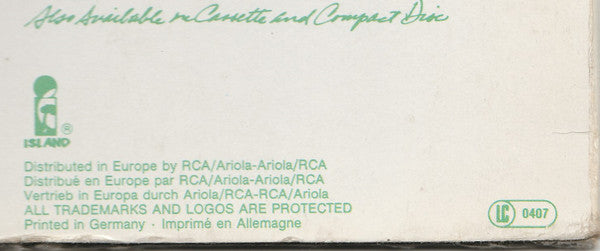 Also Available on Cassette and Compact Disc
ISLAND ®
Distributed in Europe by RCA/Ariola-Ariola/RCA
Distribué en Europe par RCA/Ariola-Ariola/RCA
Vertrieb in Europa durch Ariola/RCA-RCA/Ariola
ALL TRADEMARKS AND LOGOS ARE PROTECTED
Printed in Germany · Imprimé en Allemagne
LC 0407